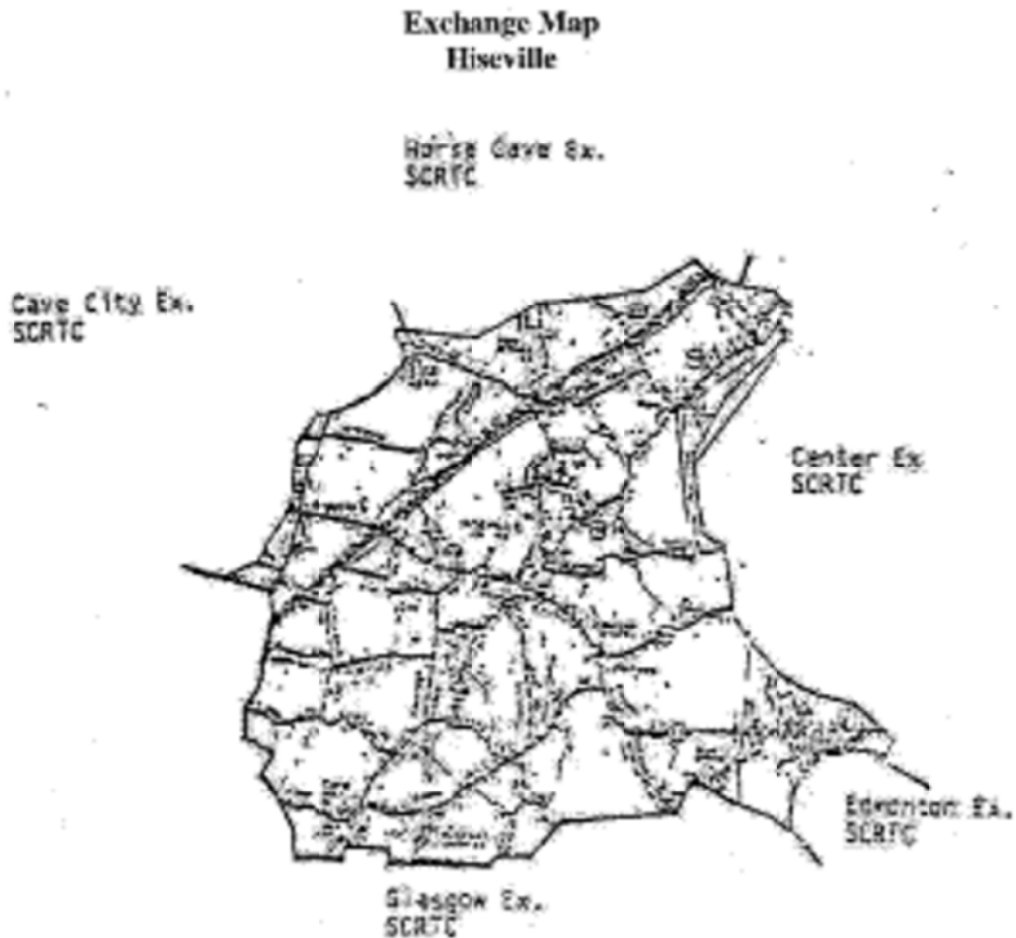 Exchange Map
Hiseville
Horse Cave Ex.
SCRTC
Cave City Ex.
SCRTC
Center Ex
SCRTC
Edmonton Ex.
SCRTC
Glasgow Ex.
SCRTC